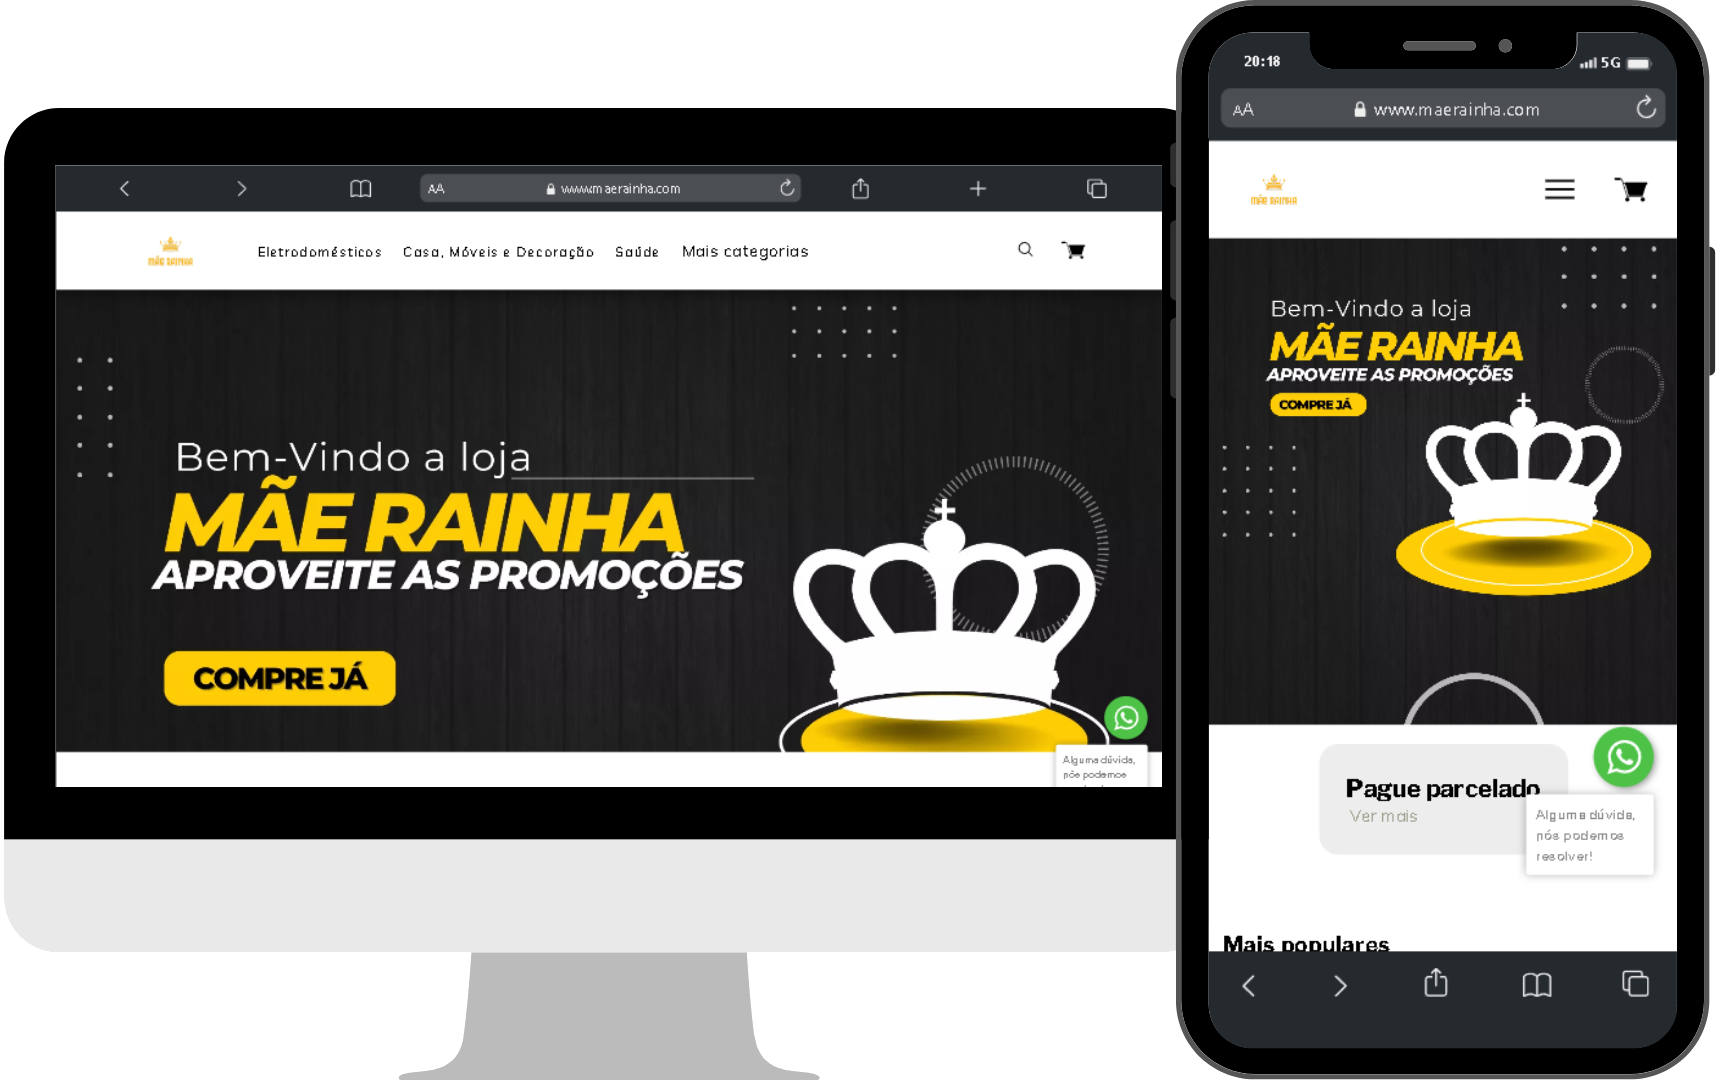 AA
www.maerainha.com
MÃE RAINHA
Eletrodomésticos Casa, Móveis e Decoração Saúde Mais categorias
Bem-Vindo a loja
MÃE RAINHA
APROVEITE AS PROMOÇÕES
COMPRE JÁ
Alguma dúvida,
nós podemos
20:18
5G
AA
www.maerainha.com
MÃE RAINHA
Bem-Vindo a loja
MÃE RAINHA
APROVEITE AS PROMOÇÕES
COMPRE JÁ
Pague parcelado
Ver mais
Alguma dúvida,
nós podemos
resolver!
Mais populares